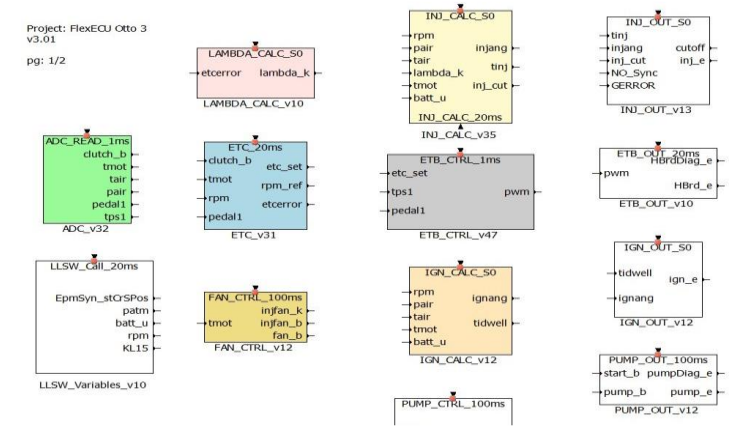 Project: FlexECU Otto 3
v3.01
pg: 1/2
LAMBDA_CALC_S0
etcerror lambda_k
LAMBDA_CALC_v10
INJ_CALC_S0
rpm
pair injang
tair
lambda_k tinj
tmot inj_cut
batt_u
INJ_CALC_20ms
INJ_CALC_v35
INJ_OUT_S0
tinj
injang cutoff
inj_cut inj_e
NO_Sync
GERROR
INJ_OUT_v13
ADC_READ_1ms
clutch_b
tmot
tair
pair
pedal1
tps1
ADC_v32
ETC_20ms
clutch_b etc_set
tmot
rpm_ref
rpm
etcerror
pedal1
ETC_v31
ETB_CTRL_1ms
etc_set
tps1 pwm
pedal1
ETB_CTRL_v47
ETB_OUT_20ms
HBrdDiag_e
pwm
HBrd_e
ETB_OUT_v10
LLSW_Call_20ms
EpmSyn_stCrSPos
patm
batt_u
rpm
KL15
LLSW_Variables_v10
FAN_CTRL_100ms
injfan_k
tmot injfan_b
fan_b
FAN_CTRL_v12
IGN_CALC_S0
rpm
pair ignang
tair
tmot tidwell
batt_u
IGN_CALC_v12
IGN_OUT_S0
tidwell
ign_e
ignang
IGN_OUT_v12
PUMP_CTRL_100ms
PUMP_OUT_100ms
start_b pumpDiag_e
pump_b pump_e
PUMP_OUT_v12